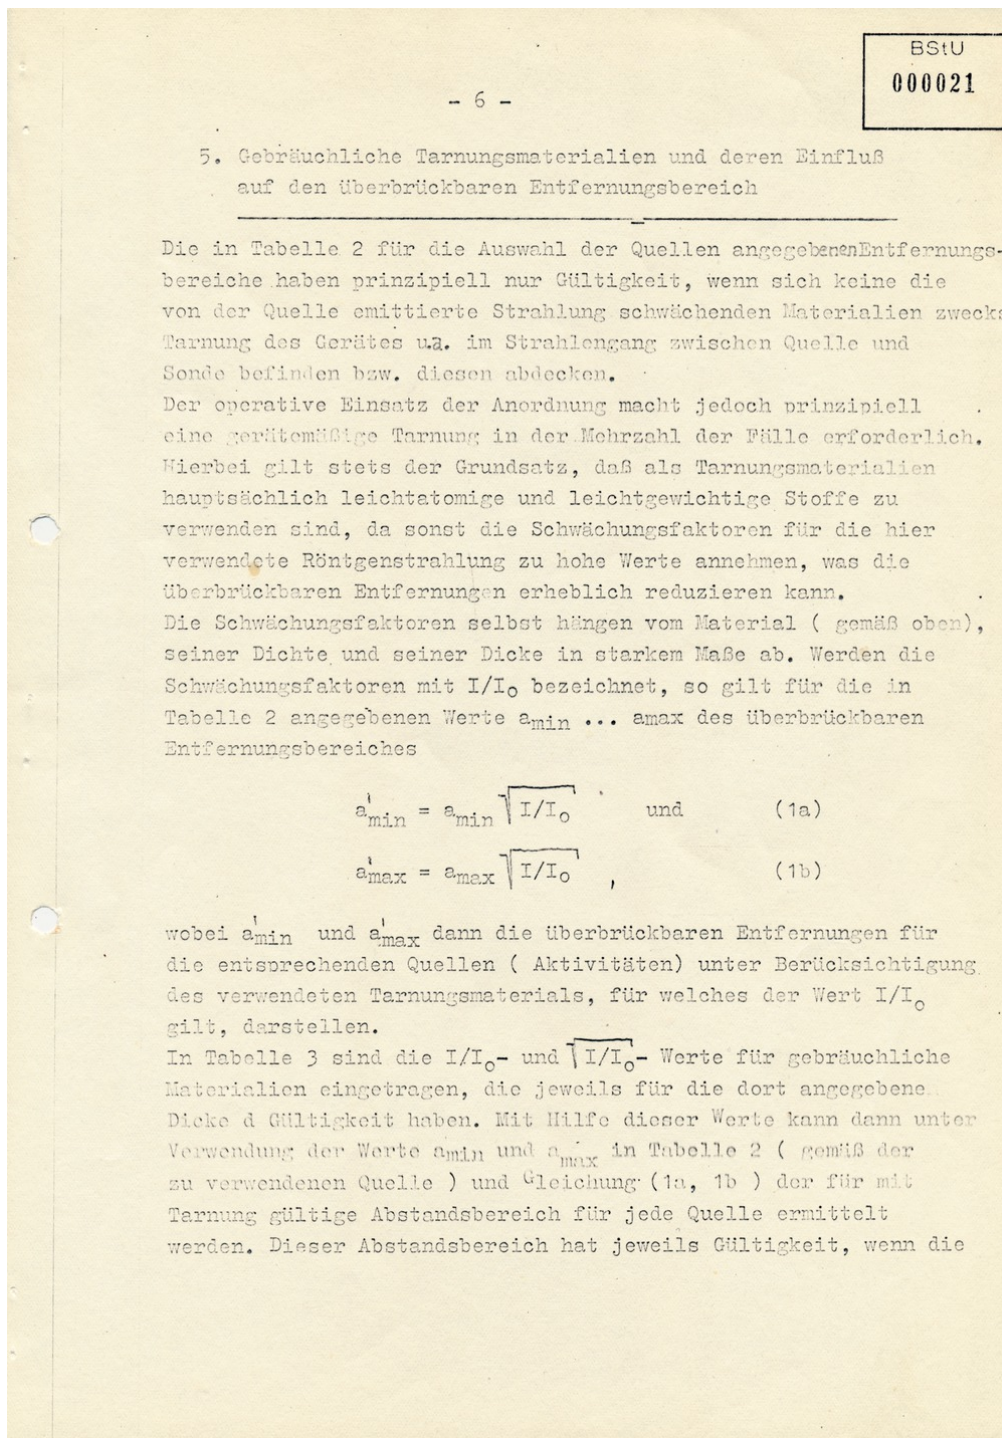 BStU
000021
- 6 -
5. Gebräuchliche Tarnungsmaterialien und deren Einfluß
auf den überbrückbaren Entfernungsbereich
Die in Tabelle 2 für die Auswahl der Quellen angegebenenEntfernungs-
bereiche haben prinzipiell nur Gültigkeit, wenn sich keine die
von der Quelle emittierte Strahlung schwächenden Materialien zwecks
Tarnung des Gerätes u.a. im Strahlengang zwischen Quelle und
Sonde befinden bzw. diesen abdecken.
Der operative Einsatz der Anordnung macht jedoch prinzipiell
eine gerätemäßige Tarnung in der Mehrzahl der Fälle erforderlich.
Hierbei gilt stets der Grundsatz, daß als Tarnungsmaterialien
hauptsächlich leichtatomige und leichtgewichtige Stoffe zu
verwenden sind, da sonst die Schwächungsfaktoren für die hier
verwendete Röntgenstrahlung zu hohe Werte annehmen, was die
überbrückbaren Entfernungen erheblich reduzieren kann.
Die Schwächungsfaktoren selbst hängen vom Material ( gemäß oben),
seiner Dichte und seiner Dicke in starkem Maße ab. Werden die
Schwächungsfaktoren mit I/I₀ bezeichnet, so gilt für die in
Tabelle 2 angegebenen Werte amin ... amax des überbrückbaren
Entfernungsbereiches
a'min = amin √I/I₀ und (1a)
a'max = amax √I/I₀ , (1b)
wobei a'min und a'max dann die überbrückbaren Entfernungen für
die entsprechenden Quellen ( Aktivitäten) unter Berücksichtigung
des verwendeten Tarnungsmaterials, für welches der Wert I/I₀
gilt, darstellen.
In Tabelle 3 sind die I/I₀- und √I/I₀- Werte für gebräuchliche
Materialien eingetragen, die jeweils für die dort angegebene
Dicke d Gültigkeit haben. Mit Hilfe dieser Werte kann dann unter
Verwendung der Werte amin und amax in Tabelle 2 ( gemäß der
zu verwendenen Quelle ) und Gleichung (1a, 1b ) der für mit
Tarnung gültige Abstandsbereich für jede Quelle ermittelt
werden. Dieser Abstandsbereich hat jeweils Gültigkeit, wenn die